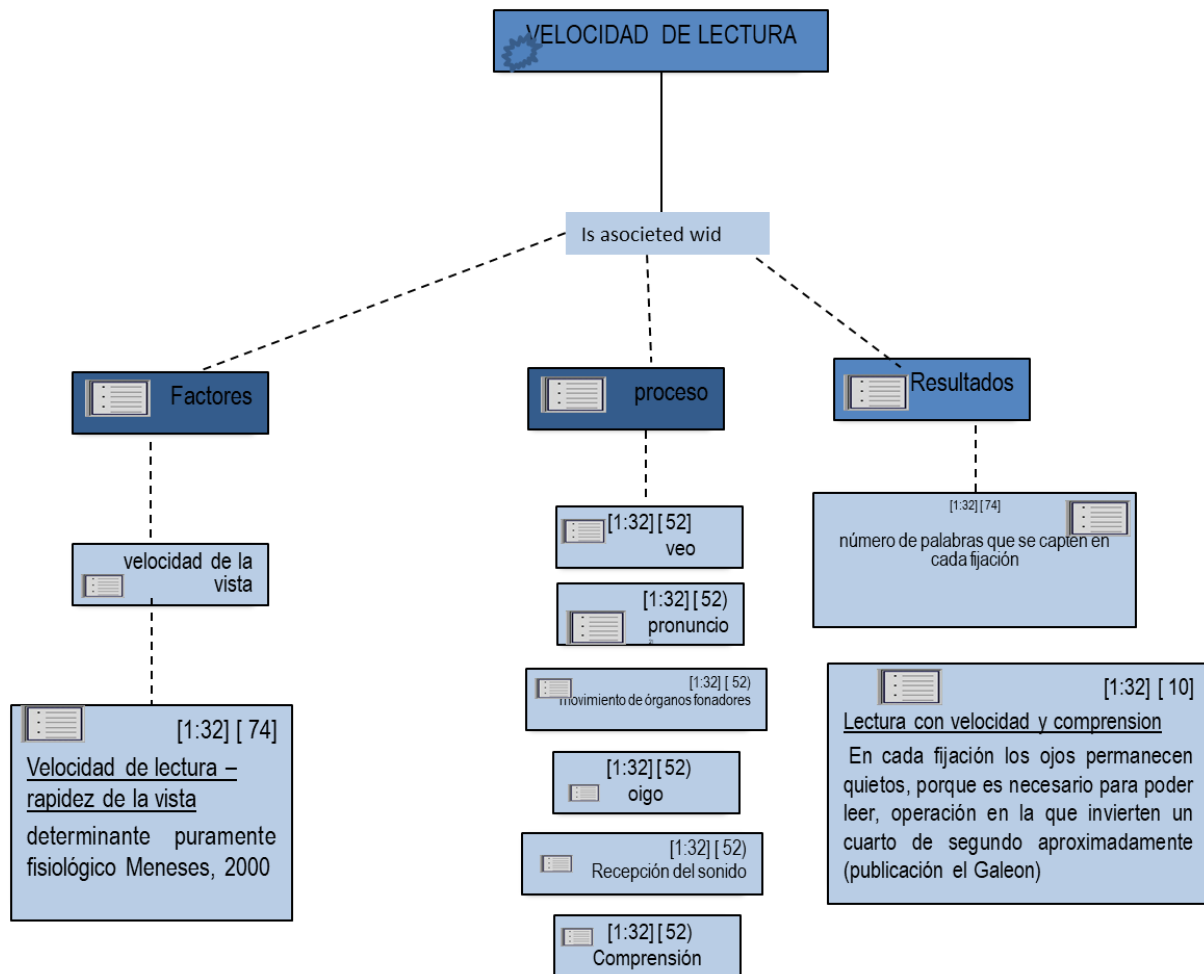 VELOCIDAD DE LECTURA
Is asocieted wid
Factores
proceso
Resultados
velocidad de la
vista
[1:32] [ 74]
Velocidad de lectura –
rapidez de la vista
determinante puramente
fisiológico Meneses, 2000
[1:32] [ 52]
veo
[1:32] [ 52)
pronuncio
[1:32] [ 52)
movimiento de órganos fonadores
[1:32] [ 52)
oigo
[1:32] [ 52)
Recepción del sonido
[1:32] [ 52)
Comprensión
[1:32] [ 74]
número de palabras que se capten en
cada fijación
[1:32] [ 10]
Lectura con velocidad y comprension
En cada fijación los ojos permanecen
quietos, porque es necesario para poder
leer, operación en la que invierten un
cuarto de segundo aproximadamente
(publicación el Galeon)